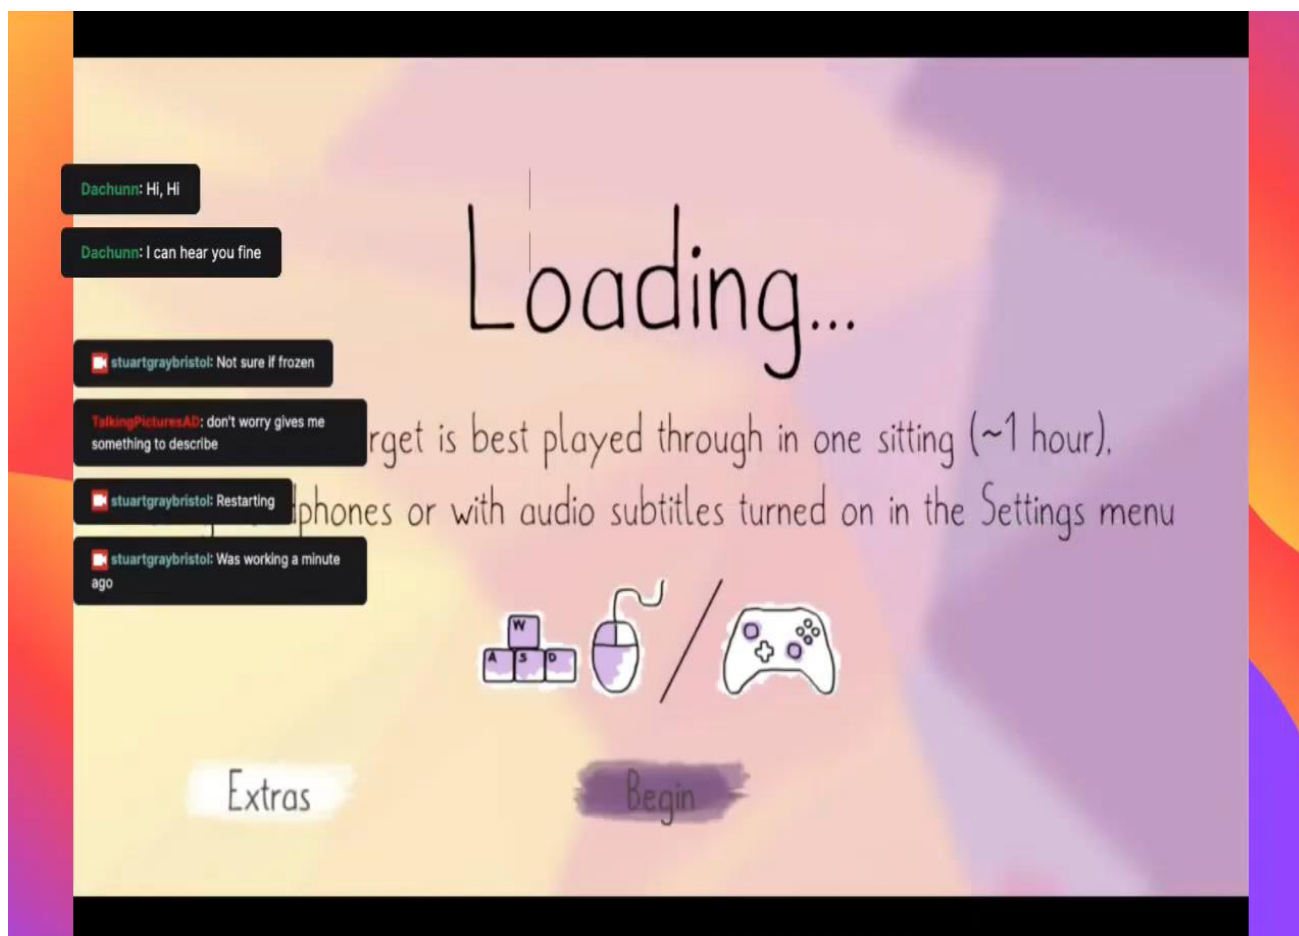 Dachunn: Hi, Hi
Dachunn: I can hear you fine
Loading...
stuartgraybristol: Not sure if frozen
TalkingPicturesAD: don't worry gives me
something to describe
rget is best played through in one sitting (~1 hour),
stuartgraybristol: Restarting
dphones or with audio subtitles turned on in the Settings menu
stuartgraybristol: Was working a minute
ago
W
A S D
Extras
Begin